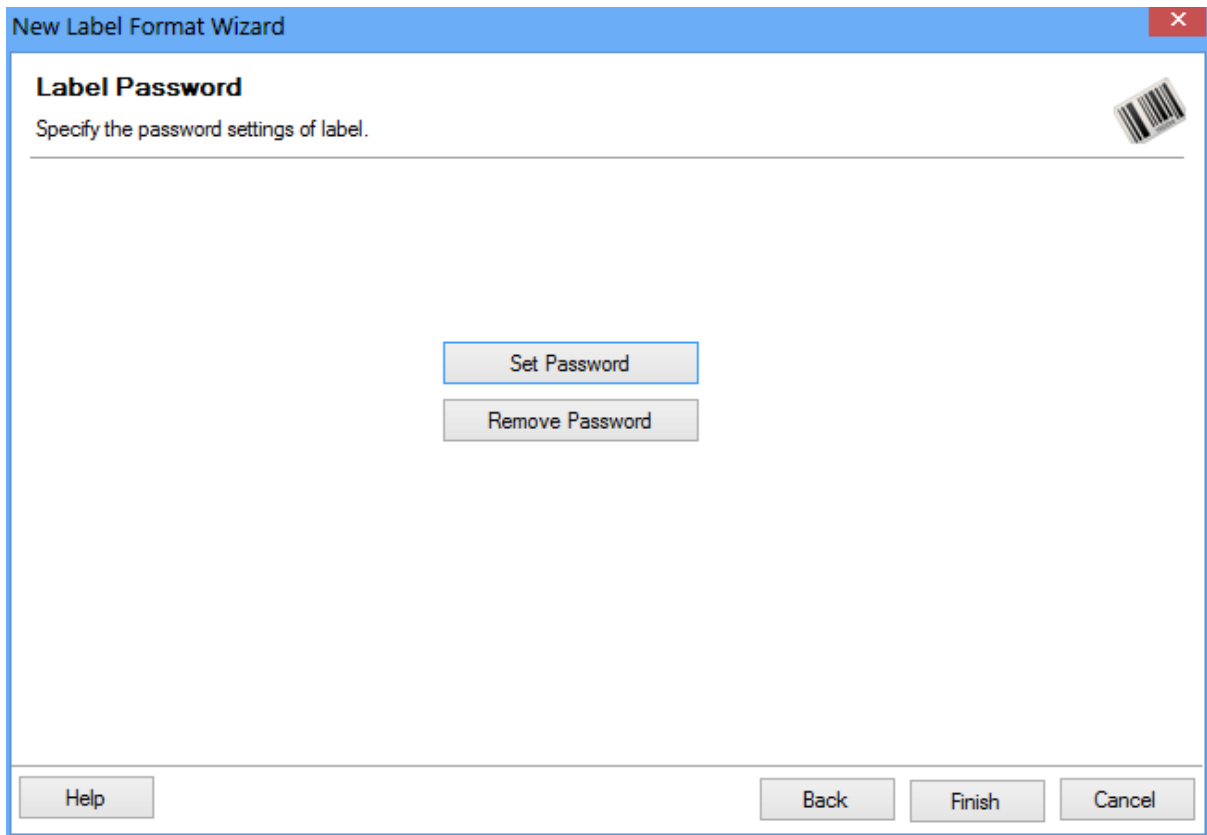 New Label Format Wizard
Label Password
Specify the password settings of label.
Set Password
Remove Password
Help
Back
Finish
Cancel